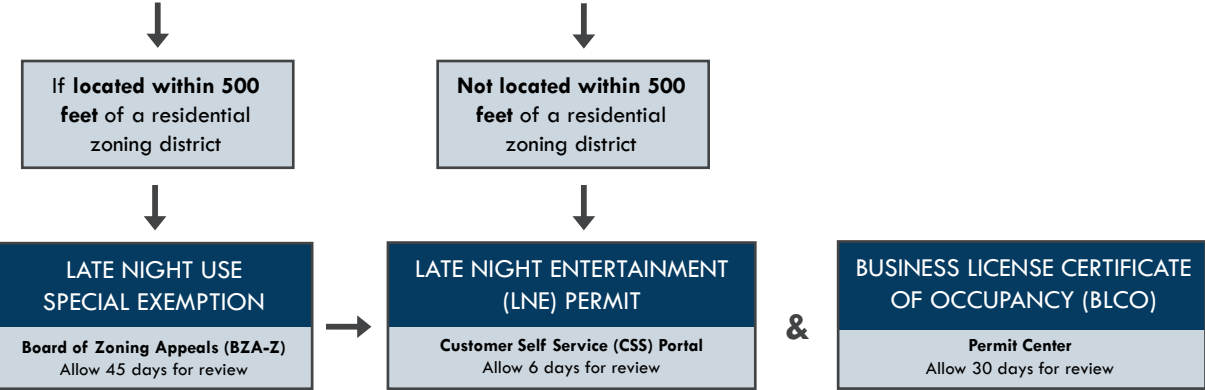 If located within 500
feet of a residential
zoning district
Not located within 500
feet of a residential
zoning district
LATE NIGHT USE
SPECIAL EXEMPTION
Board of Zoning Appeals (BZA-Z)
Allow 45 days for review
LATE NIGHT ENTERTAINMENT
(LNE) PERMIT
Customer Self Service (CSS) Portal
Allow 6 days for review
&
BUSINESS LICENSE CERTIFICATE
OF OCCUPANCY (BLCO)
Permit Center
Allow 30 days for review